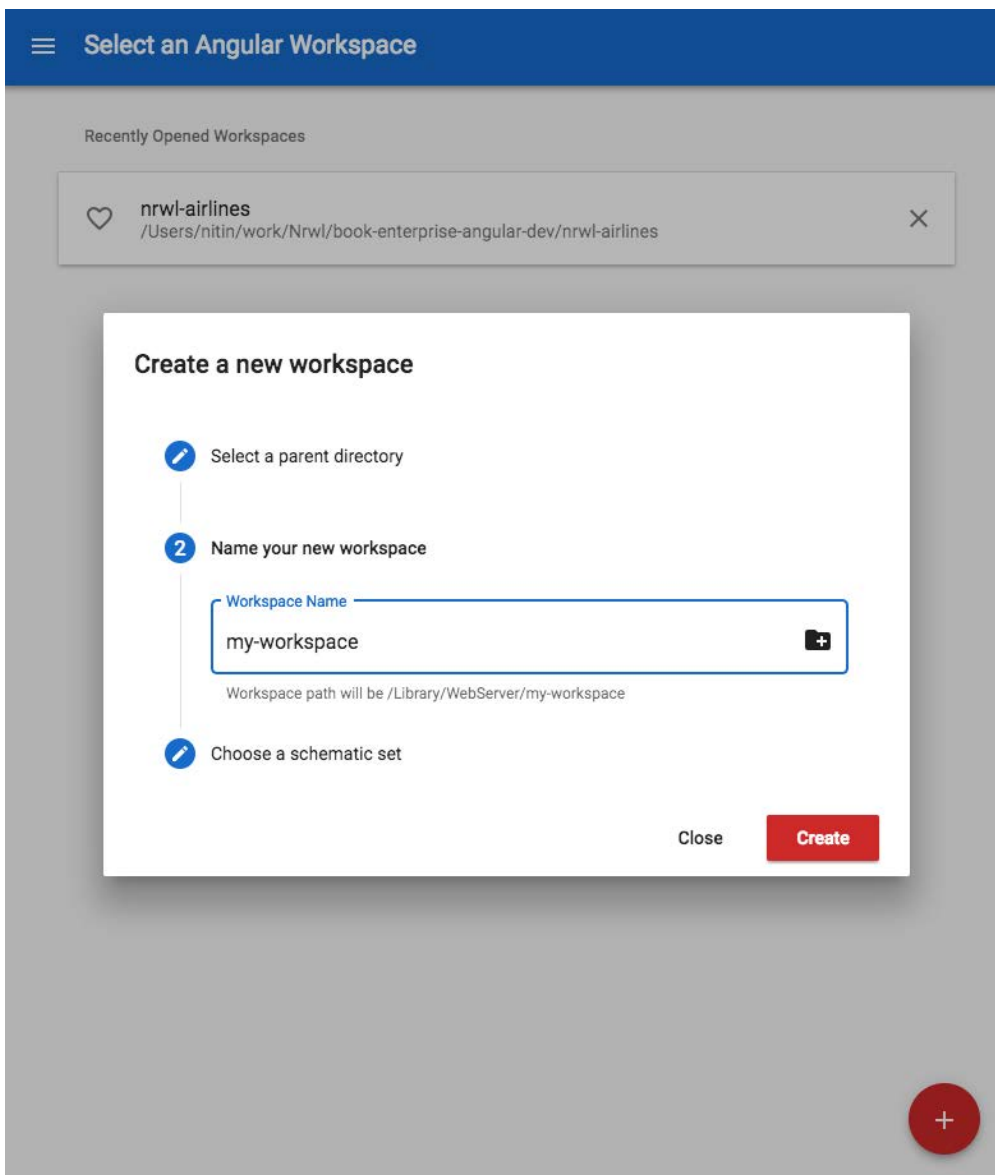 Select an Angular Workspace
Recently Opened Workspaces
nrwl-airlines
/Users/nitin/work/Nrwl/book-enterprise-angular-dev/nrwl-airlines
Create a new workspace
Select a parent directory
2 Name your new workspace
Workspace Name
my-workspace
Workspace path will be /Library/WebServer/my-workspace
Choose a schematic set
Close Create